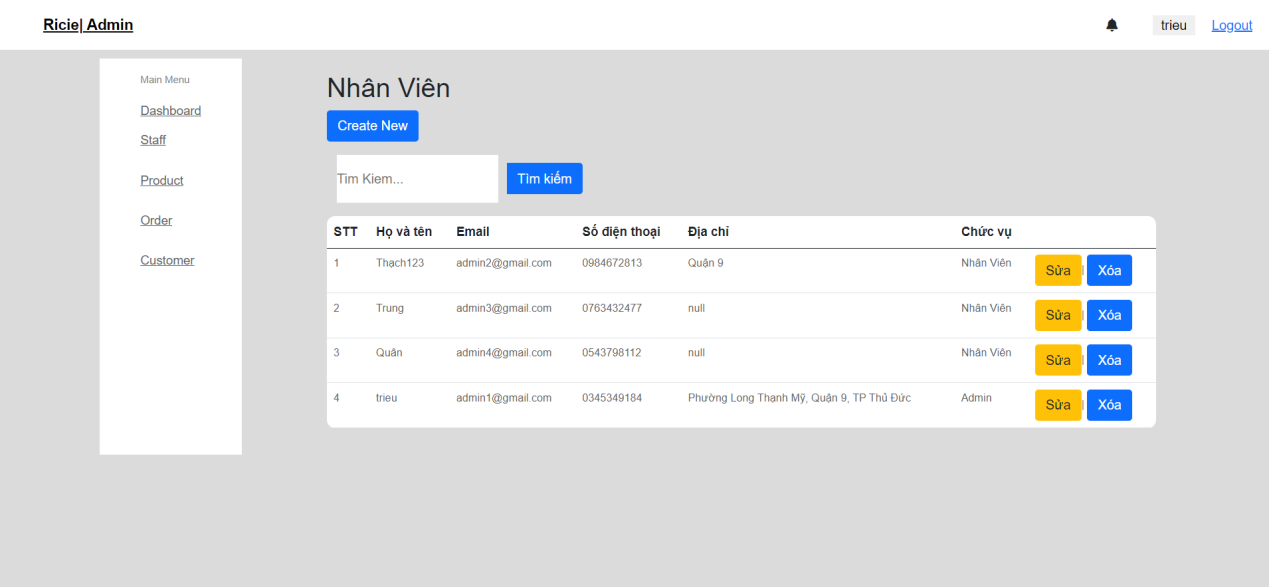 Ricie| Admin
trieu Logout
Main Menu
Dashboard
Staff
Product
Order
Customer
Nhân Viên
Create New
Tim Kiem... Tìm kiếm
STT Họ và tên Email Số điện thoại Địa chỉ Chức vụ
1 Thạch123 admin2@gmail.com 0984672813 Quận 9 Nhân Viên Sửa | Xóa
2 Trung admin3@gmail.com 0763432477 null Nhân Viên Sửa | Xóa
3 Quân admin4@gmail.com 0543798112 null Nhân Viên Sửa | Xóa
4 trieu admin1@gmail.com 0345349184 Phường Long Thạnh Mỹ, Quận 9, TP Thủ Đức Admin Sửa | Xóa